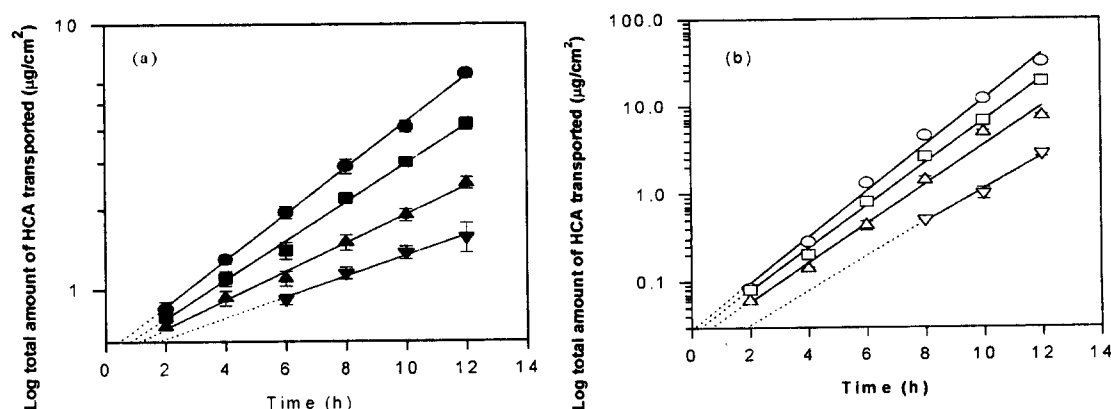 Log total amount of HCA transported (µg/cm²)
10
1
(a)
0 2 4 6 8 10 12 14
Time (h)
Log total amount of HCA transported (µg/cm²)
100.0
10.0
1.0
0.1
(b)
0 2 4 6 8 10 12 14
Time (h)